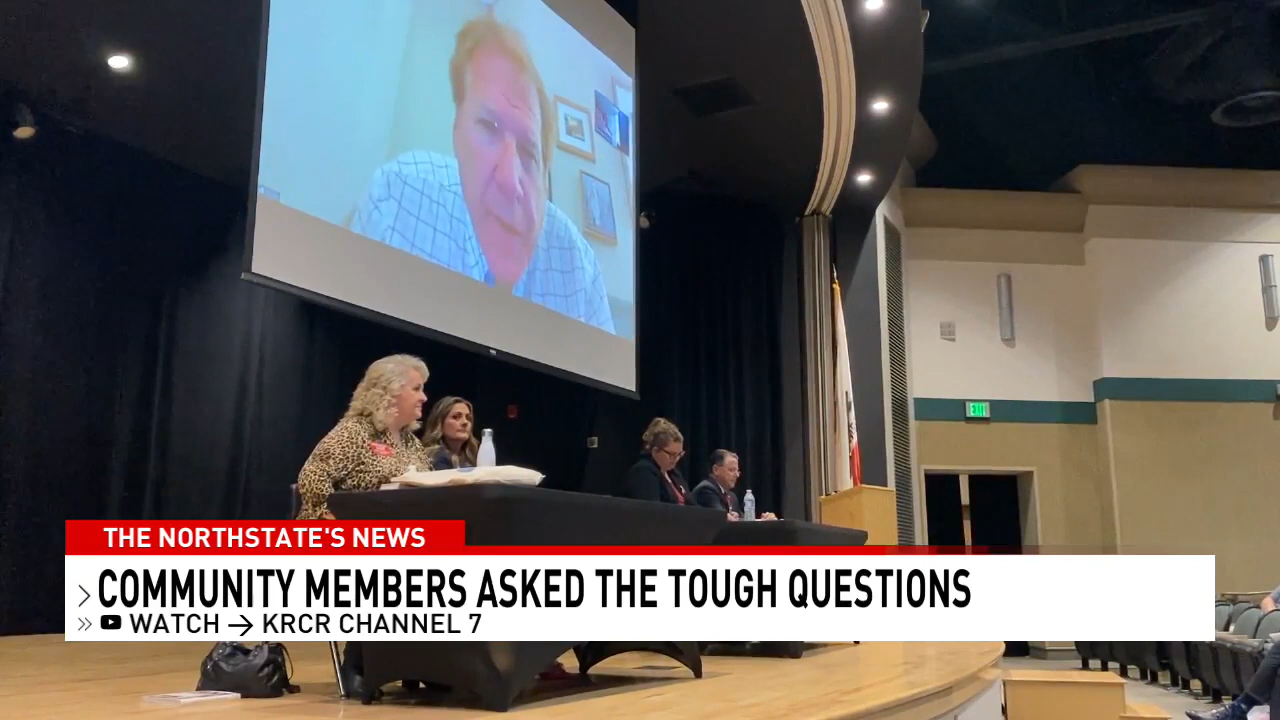 EXIT
THE NORTHSTATE'S NEWS
COMMUNITY MEMBERS ASKED THE TOUGH QUESTIONS
WATCH → KRCR CHANNEL 7